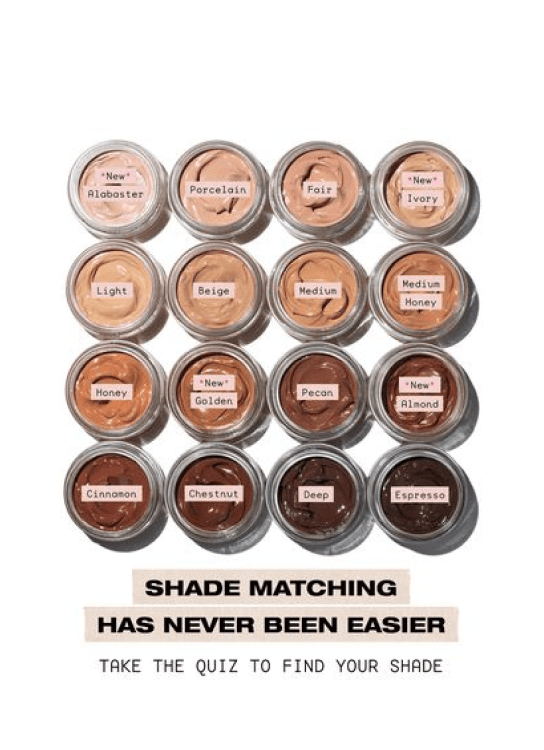 *New*
Alabaster
Porcelain
Fair
*New*
Ivory
Light
Beige
Medium
Medium
Honey
Honey
*New*
Golden
Pecan
*New*
Almond
Cinnamon
Chestnut
Deep
Espresso
SHADE MATCHING
HAS NEVER BEEN EASIER
TAKE THE QUIZ TO FIND YOUR SHADE